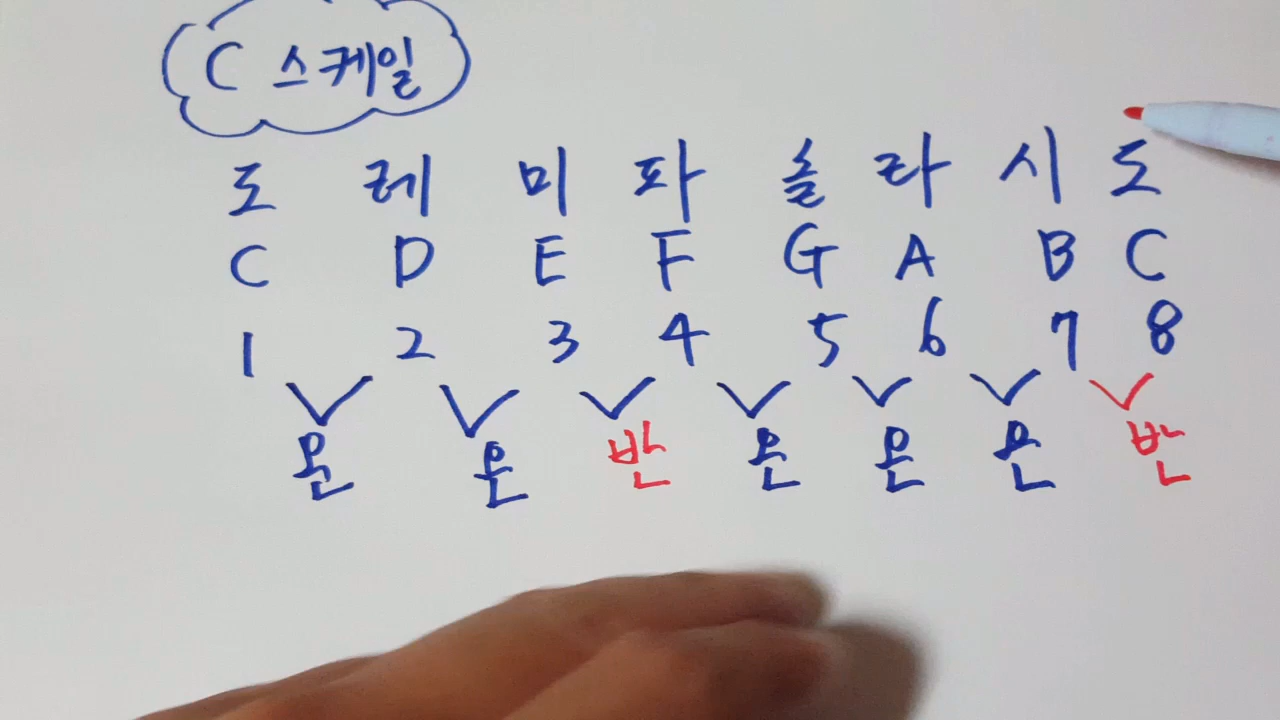 C 스케일
도 레 미 파 솔 라 시 도
C D E F G A B C
1 2 3 4 5 6 7 8
온 온 반 온 온 온 반